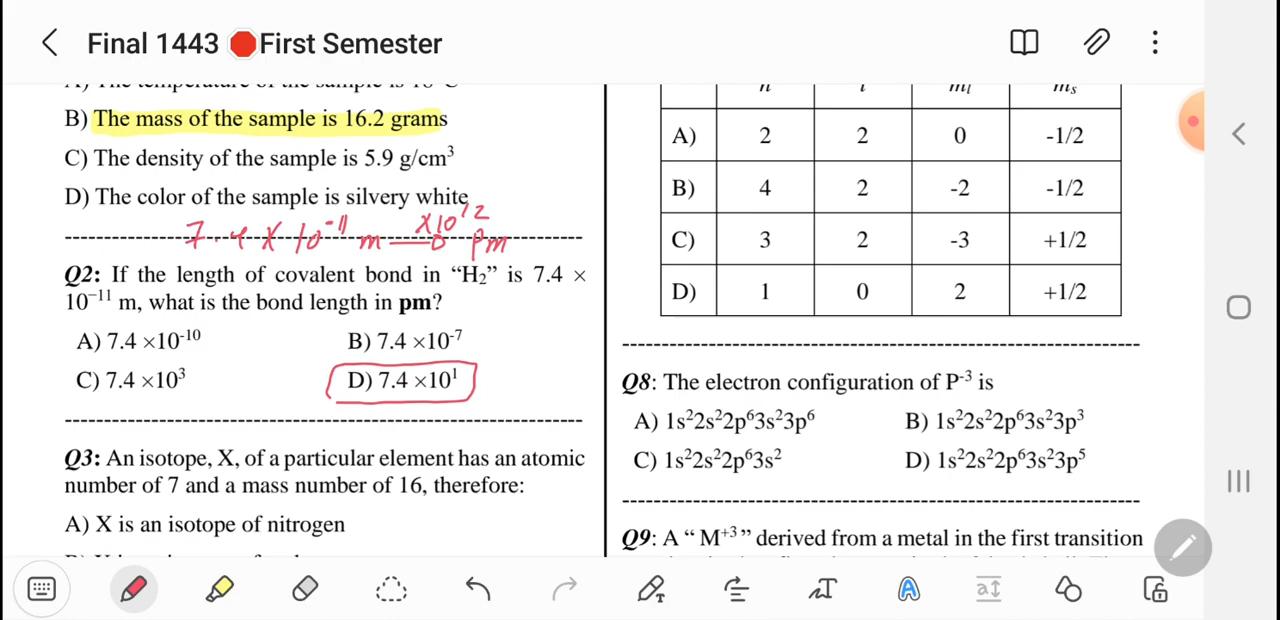 Final 1443 🛑First Semester
A) The temperature of the sample is
B) The mass of the sample is 16.2 grams
C) The density of the sample is 5.9 g/cm³
D) The color of the sample is silvery white
7.4 × 10⁻¹¹ m ×10¹² pm
Q2: If the length of covalent bond in “H₂” is 7.4 ×
10⁻¹¹ m, what is the bond length in pm?
A) 7.4 ×10⁻¹⁰ B) 7.4 ×10⁻⁷
C) 7.4 ×10³ D) 7.4 ×10¹
Q3: An isotope, X, of a particular element has an atomic
number of 7 and a mass number of 16, therefore:
A) X is an isotope of nitrogen
n l mₗ mₛ
A) 2 2 0 -1/2
B) 4 2 -2 -1/2
C) 3 2 -3 +1/2
D) 1 0 2 +1/2
Q8: The electron configuration of P⁻³ is
A) 1s²2s²2p⁶3s²3p⁶ B) 1s²2s²2p⁶3s²3p³
C) 1s²2s²2p⁶3s² D) 1s²2s²2p⁶3s²3p⁵
Q9: A “ M⁺³” derived from a metal in the first transition